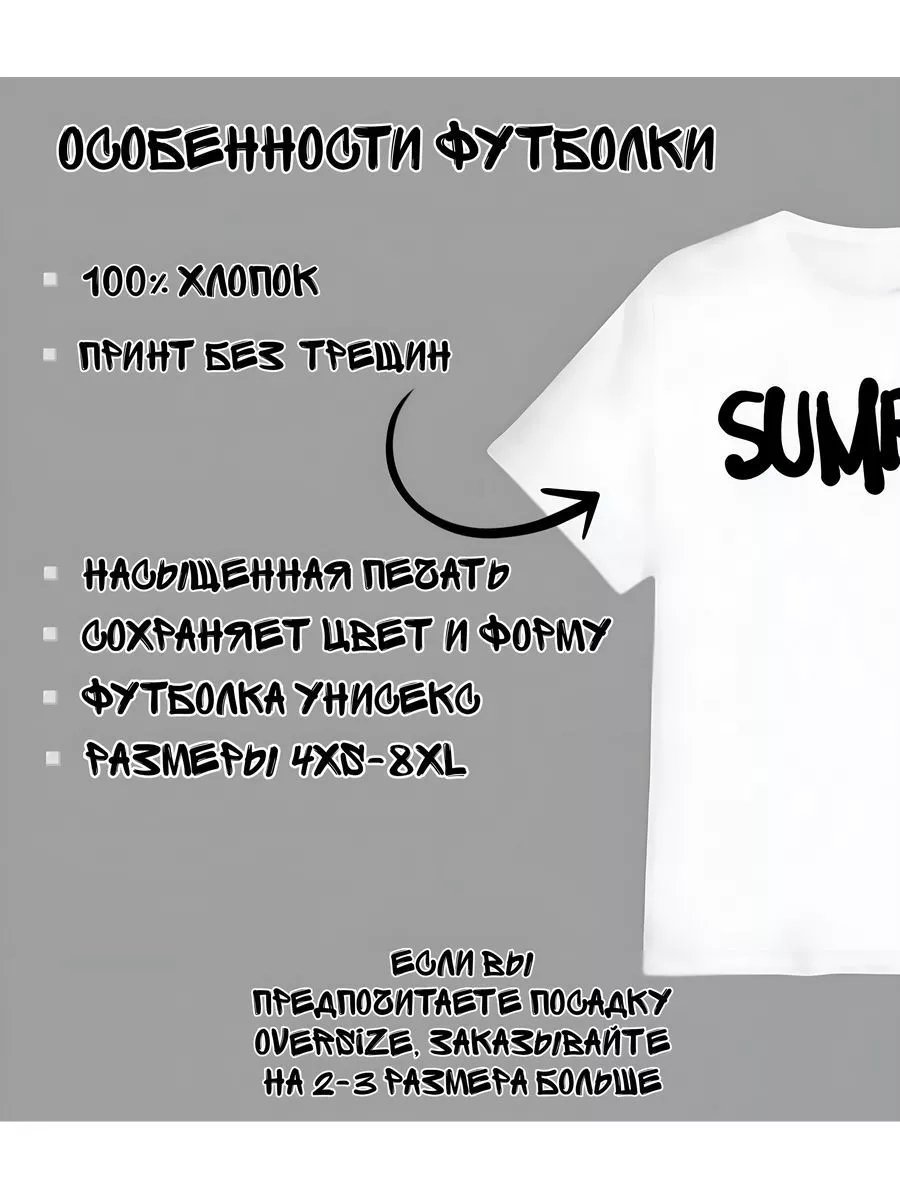 ОСОБЕННОСТИ ФУТБОЛКИ
100% ХЛОПОК
ПРИНТ БЕЗ ТРЕЩИН
SUMR
НАСЫЩЕННАЯ ПЕЧАТЬ
СОХРАНЯЕТ ЦВЕТ И ФОРМУ
ФУТБОЛКА УНИСЕКС
РАЗМЕРЫ 4XS-8XL
ЕСЛИ ВЫ
ПРЕДПОЧИТАЕТЕ ПОСАДКУ
OVERSIZE, ЗАКАЗЫВАЙТЕ
НА 2-3 РАЗМЕРА БОЛЬШЕ